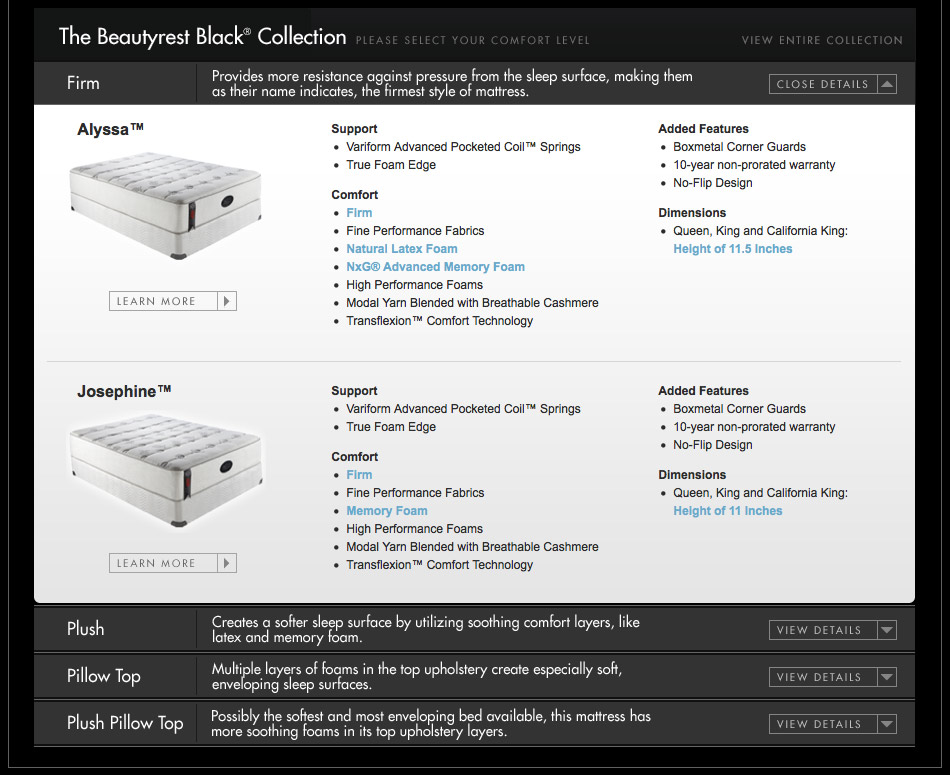 The Beautyrest Black® Collection PLEASE SELECT YOUR COMFORT LEVEL VIEW ENTIRE COLLECTION
Firm
Provides more resistance against pressure from the sleep surface, making them
as their name indicates, the firmest style of mattress.
CLOSE DETAILS
Alyssa™
LEARN MORE
Support
• Variform Advanced Pocketed Coil™ Springs
• True Foam Edge
Comfort
• Firm
• Fine Performance Fabrics
• Natural Latex Foam
• NxG® Advanced Memory Foam
• High Performance Foams
• Modal Yarn Blended with Breathable Cashmere
• Transflexion™ Comfort Technology
Added Features
• Boxmetal Corner Guards
• 10-year non-prorated warranty
• No-Flip Design
Dimensions
• Queen, King and California King:
Height of 11.5 Inches
Josephine™
LEARN MORE
Support
• Variform Advanced Pocketed Coil™ Springs
• True Foam Edge
Comfort
• Firm
• Fine Performance Fabrics
• Memory Foam
• High Performance Foams
• Modal Yarn Blended with Breathable Cashmere
• Transflexion™ Comfort Technology
Added Features
• Boxmetal Corner Guards
• 10-year non-prorated warranty
• No-Flip Design
Dimensions
• Queen, King and California King:
Height of 11 Inches
Plush
Creates a softer sleep surface by utilizing soothing comfort layers, like
latex and memory foam.
VIEW DETAILS
Pillow Top
Multiple layers of foams in the top upholstery create especially soft,
enveloping sleep surfaces.
VIEW DETAILS
Plush Pillow Top
Possibly the softest and most enveloping bed available, this mattress has
more soothing foams in its top upholstery layers.
VIEW DETAILS